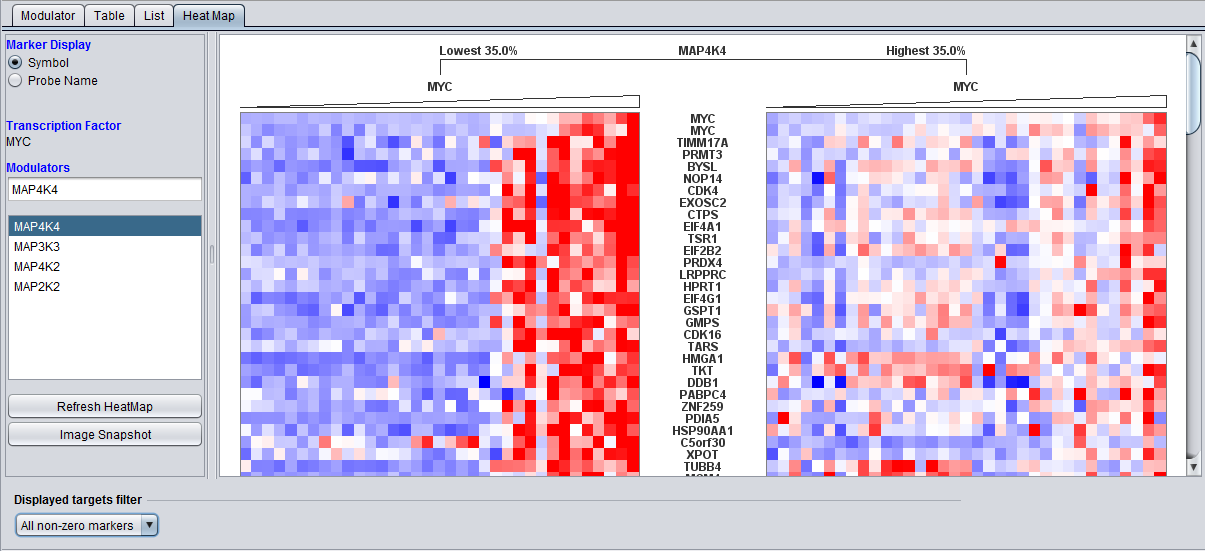 Modulator Table List Heat Map
Marker Display
Symbol
Probe Name
Transcription Factor
MYC
Modulators
MAP4K4
MAP4K4
MAP3K3
MAP4K2
MAP2K2
Refresh HeatMap
Image Snapshot
Lowest 35.0% MAP4K4 Highest 35.0%
MYC MYC
MYC
MYC
TIMM17A
PRMT3
BYSL
NOP14
CDK4
EXOSC2
CTPS
EIF4A1
TSR1
EIF2B2
PRDX4
LRPPRC
HPRT1
EIF4G1
GSPT1
GMPS
CDK16
TARS
HMGA1
TKT
DDB1
PABPC4
ZNF259
PDIA5
HSP90AA1
C5orf30
XPOT
TUBB4
Displayed targets filter
All non-zero markers